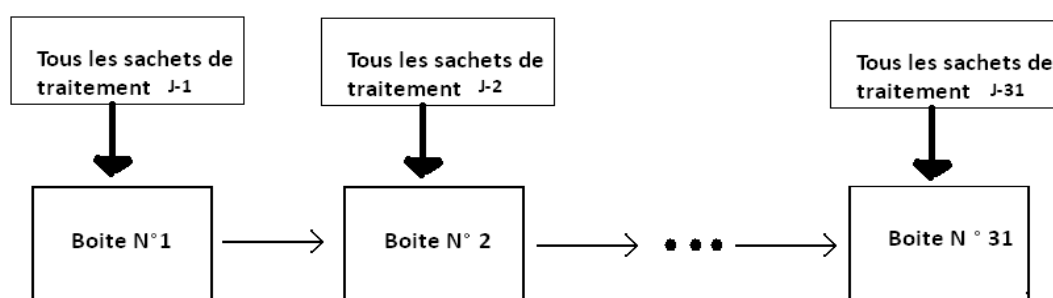 Tous les sachets de
traitement J-1
Tous les sachets de
traitement J-2
Tous les sachets de
traitement J-31
Boite N°1
Boite N° 2
Boite N ° 31